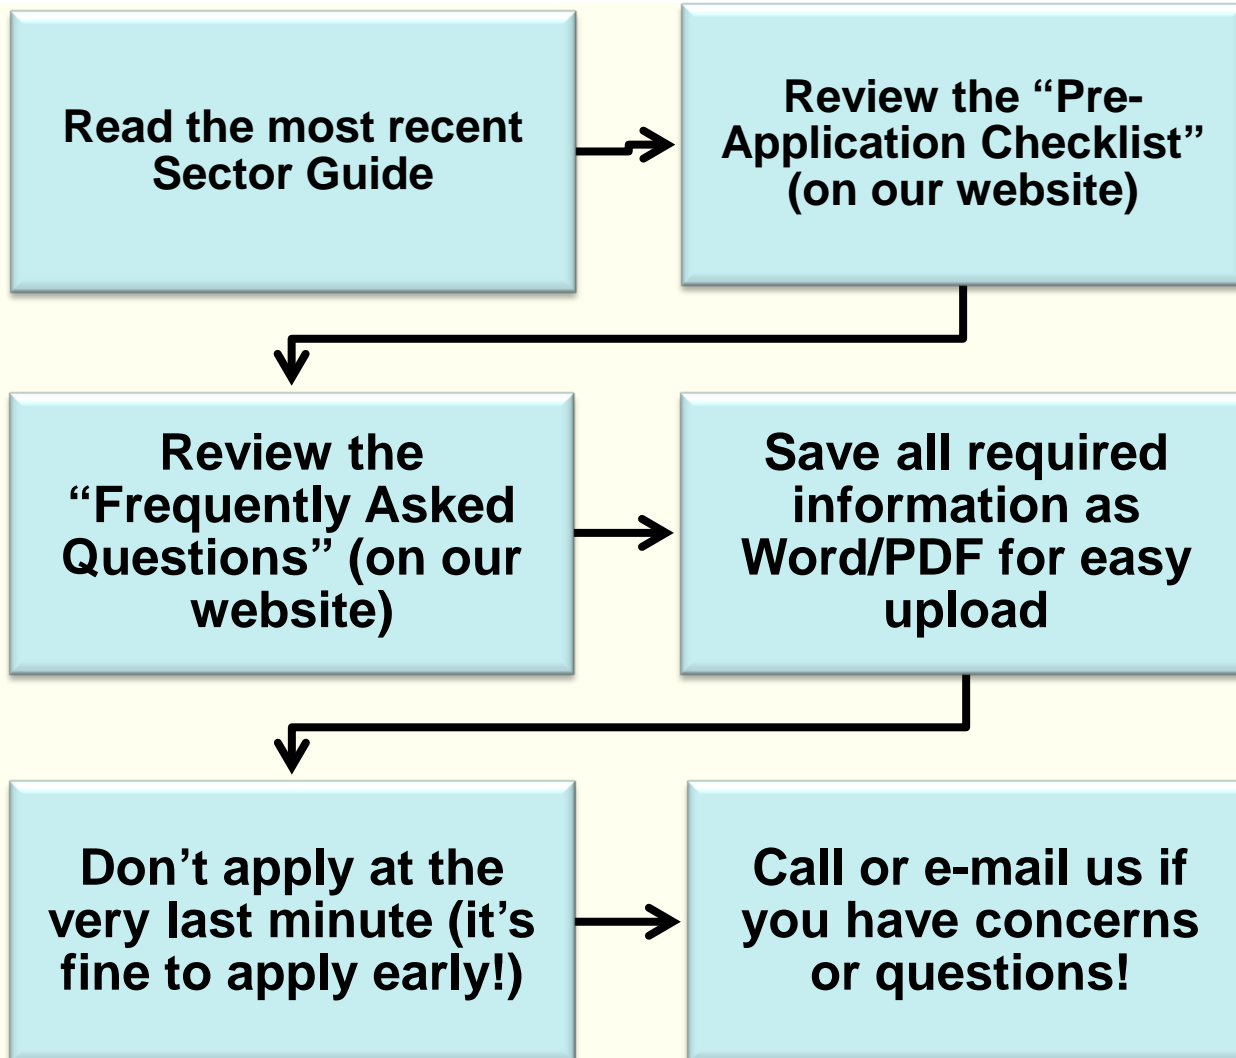 Read the most recent
Sector Guide
Review the “Pre-
Application Checklist”
(on our website)
Review the
“Frequently Asked
Questions” (on our
website)
Save all required
information as
Word/PDF for easy
upload
Don’t apply at the
very last minute (it’s
fine to apply early!)
Call or e-mail us if
you have concerns
or questions!